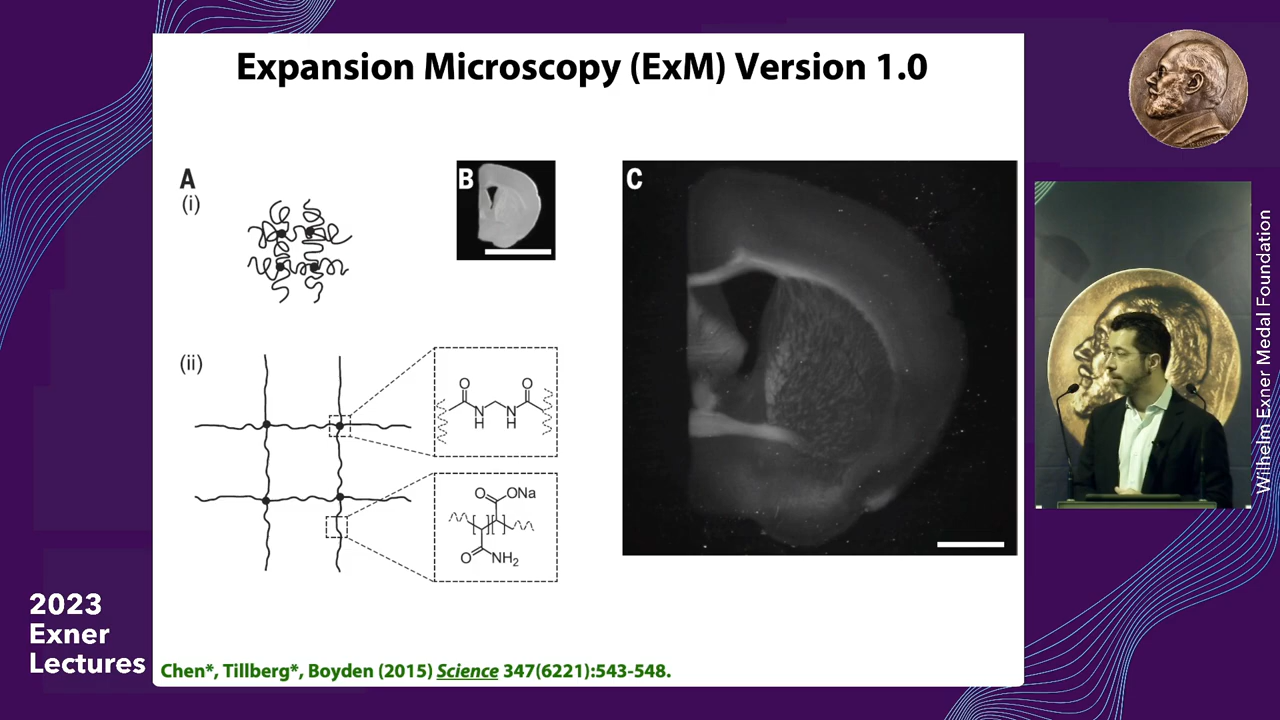 Expansion Microscopy (ExM) Version 1.0
A
(i)
B
C
(ii)
O
O
N
H
N
H
O
ONa
O
NH₂
Wilhelm Exner Medal Foundation
2023
Exner
Lectures
Chen*, Tillberg*, Boyden (2015) Science 347(6221):543-548.